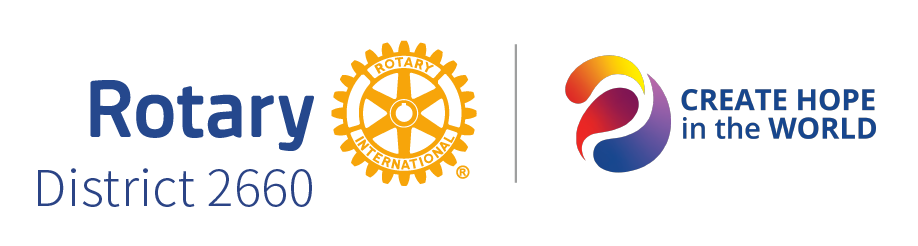 Rotary
District 2660
ROTARY
INTERNATIONAL
®
CREATE HOPE
in the WORLD